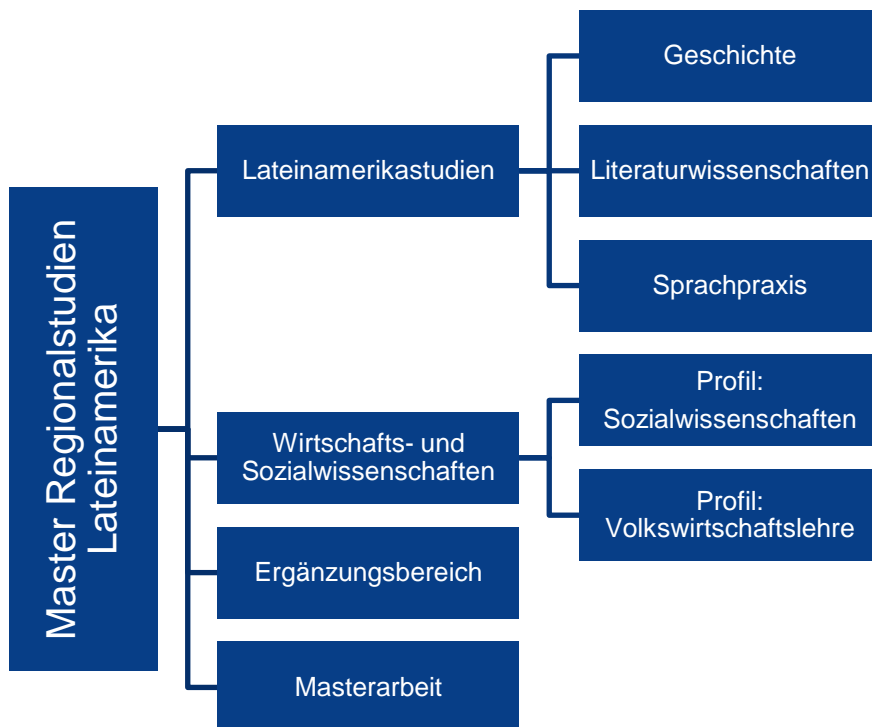 Master Regionalstudien
Lateinamerika
Lateinamerikastudien
Geschichte
Literaturwissenschaften
Sprachpraxis
Wirtschafts- und
Sozialwissenschaften
Profil:
Sozialwissenschaften
Profil:
Volkswirtschaftslehre
Ergänzungsbereich
Masterarbeit